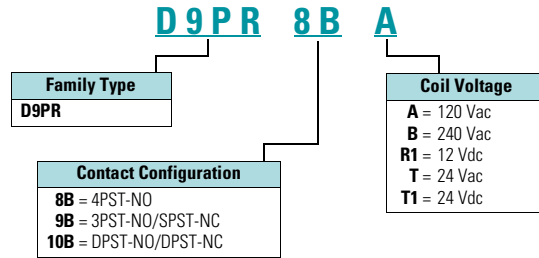 D9PR 8B A
Family Type
D9PR
Contact Configuration
8B = 4PST-NO
9B = 3PST-NO/SPST-NC
10B = DPST-NO/DPST-NC
Coil Voltage
A = 120 Vac
B = 240 Vac
R1 = 12 Vdc
T = 24 Vac
T1 = 24 Vdc